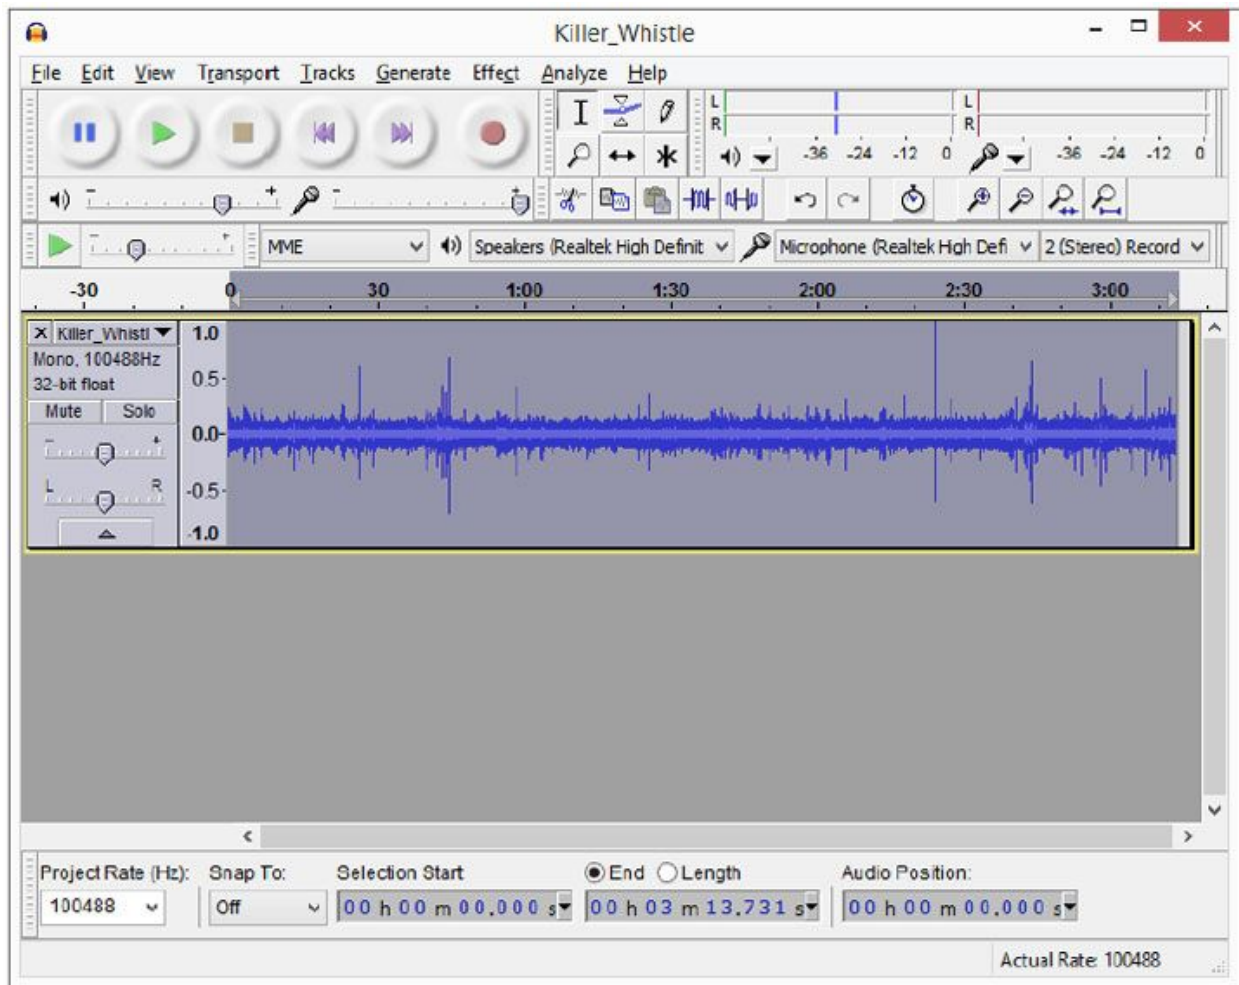 Killer_Whistle
File Edit View Transport Tracks Generate Effect Analyze Help
L
R
-36 -24 -12 0
L
R
-36 -24 -12 0
MME
Speakers (Realtek High Definit
Microphone (Realtek High Defi
2 (Stereo) Record
-30 0 30 1:00 1:30 2:00 2:30 3:00
X Killer_Whistl
Mono, 100488Hz
32-bit float
Mute Solo
- +
L R
1.0
0.5
0.0
-0.5
-1.0
Project Rate (Hz): Snap To: Selection Start End Length Audio Position:
100488 Off 00 h 00 m 00.000 s 00 h 03 m 13.731 s 00 h 00 m 00.000 s
Actual Rate: 100488